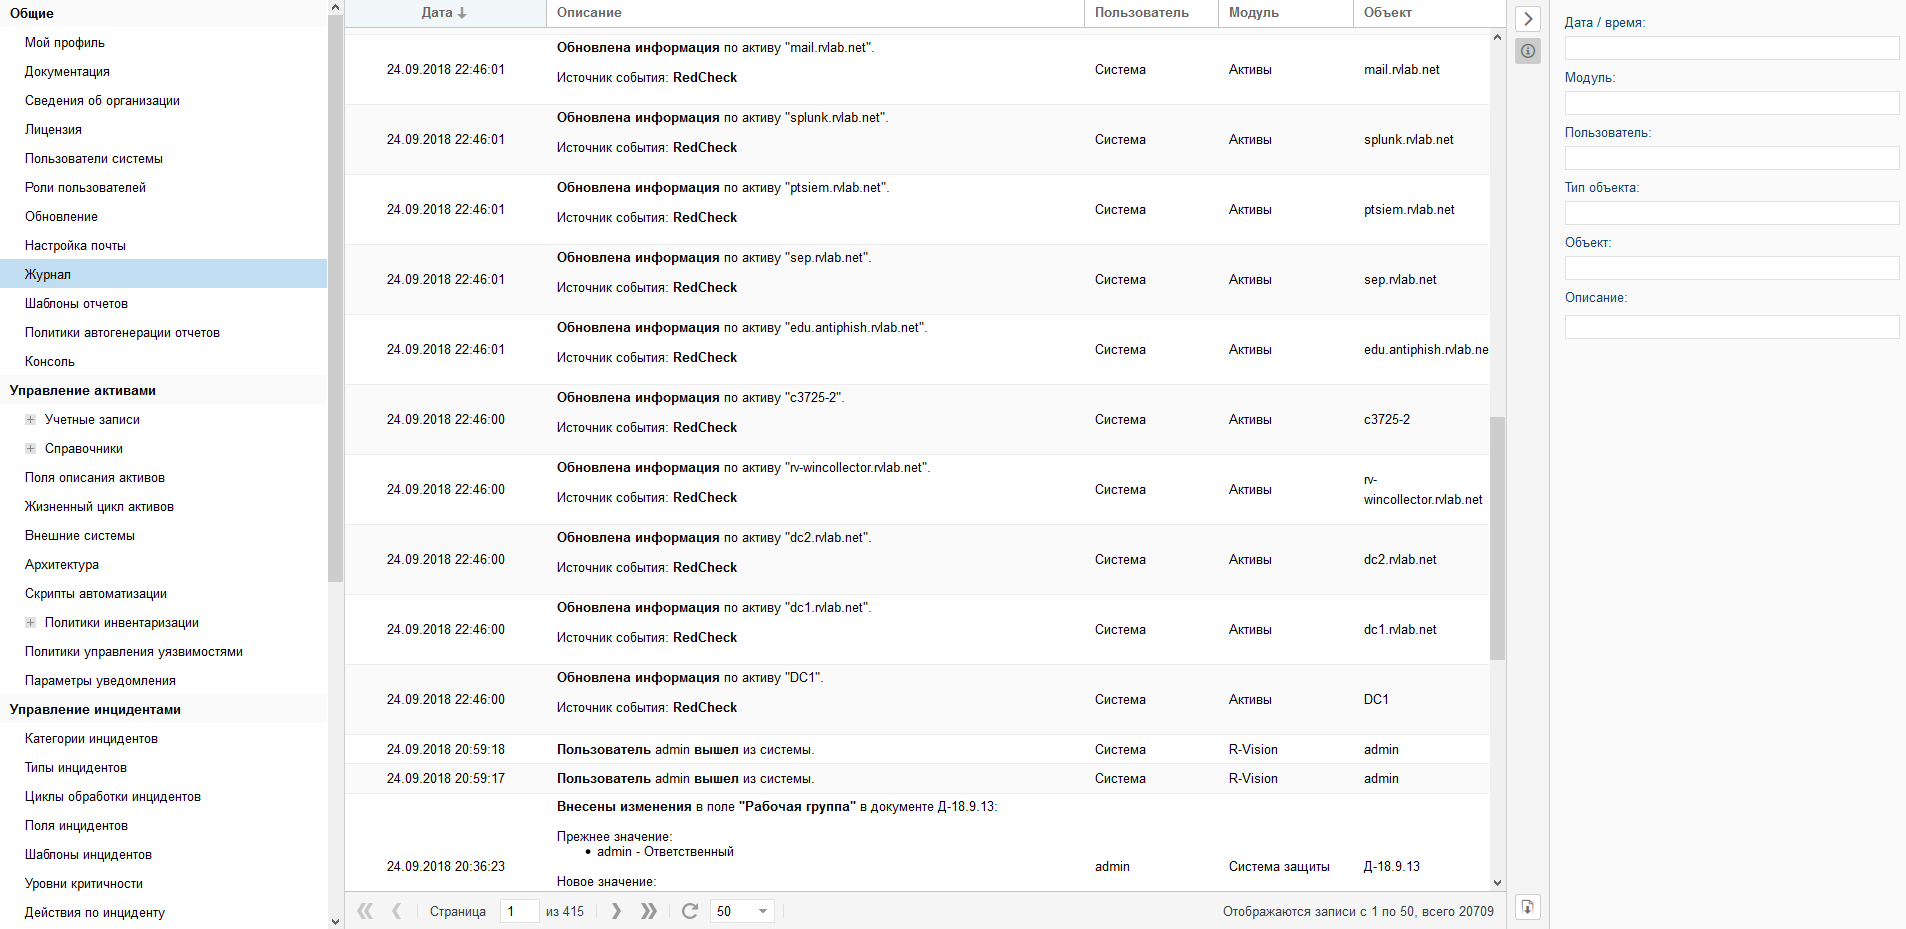 Общие
Мой профиль
Документация
Сведения об организации
Лицензия
Пользователи системы
Роли пользователей
Обновление
Настройка почты
Журнал
Шаблоны отчетов
Политики автогенерации отчетов
Консоль
Управление активами
Учетные записи
Справочники
Поля описания активов
Жизненный цикл активов
Внешние системы
Архитектура
Скрипты автоматизации
Политики инвентаризации
Политики управления уязвимостями
Параметры уведомления
Управление инцидентами
Категории инцидентов
Типы инцидентов
Циклы обработки инцидентов
Поля инцидентов
Шаблоны инцидентов
Уровни критичности
Действия по инциденту
Дата Описание Пользователь Модуль Объект
Обновлена информация по активу "mail.rvlab.net".
24.09.2018 22:46:01 Система Активы mail.rvlab.net
Источник события: RedCheck
Обновлена информация по активу "splunk.rvlab.net".
24.09.2018 22:46:01 Система Активы splunk.rvlab.net
Источник события: RedCheck
Обновлена информация по активу "ptsiem.rvlab.net".
24.09.2018 22:46:01 Система Активы ptsiem.rvlab.net
Источник события: RedCheck
Обновлена информация по активу "sep.rvlab.net".
24.09.2018 22:46:01 Система Активы sep.rvlab.net
Источник события: RedCheck
Обновлена информация по активу "edu.antiphish.rvlab.net".
24.09.2018 22:46:01 Система Активы edu.antiphish.rvlab.ne
Источник события: RedCheck
Обновлена информация по активу "c3725-2".
24.09.2018 22:46:00 Система Активы c3725-2
Источник события: RedCheck
Обновлена информация по активу "rv-wincollector.rvlab.net".
24.09.2018 22:46:00 Система Активы rv-
wincollector.rvlab.net
Источник события: RedCheck
Обновлена информация по активу "dc2.rvlab.net".
24.09.2018 22:46:00 Система Активы dc2.rvlab.net
Источник события: RedCheck
Обновлена информация по активу "dc1.rvlab.net".
24.09.2018 22:46:00 Система Активы dc1.rvlab.net
Источник события: RedCheck
Обновлена информация по активу "DC1".
24.09.2018 22:46:00 Система Активы DC1
Источник события: RedCheck
24.09.2018 20:59:18 Пользователь admin вышел из системы. Система R-Vision admin
24.09.2018 20:59:17 Пользователь admin вышел из системы. Система R-Vision admin
Внесены изменения в поле "Рабочая группа" в документе Д-18.9.13:
Прежнее значение:
• admin - Ответственный
24.09.2018 20:36:23 admin Система защиты Д-18.9.13
Новое значение:
Страница 1 из 415 50 Отображаются записи с 1 по 50, всего 20709
Дата / время:
Модуль:
Пользователь:
Тип объекта:
Объект:
Описание: